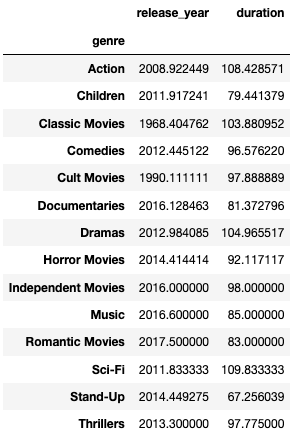 release_year duration
genre
Action 2008.922449 108.428571
Children 2011.917241 79.441379
Classic Movies 1968.404762 103.880952
Comedies 2012.445122 96.576220
Cult Movies 1990.111111 97.888889
Documentaries 2016.128463 81.372796
Dramas 2012.984085 104.965517
Horror Movies 2014.414414 92.117117
Independent Movies 2016.000000 98.000000
Music 2016.600000 85.000000
Romantic Movies 2017.500000 83.000000
Sci-Fi 2011.833333 109.833333
Stand-Up 2014.449275 67.256039
Thrillers 2013.300000 97.775000